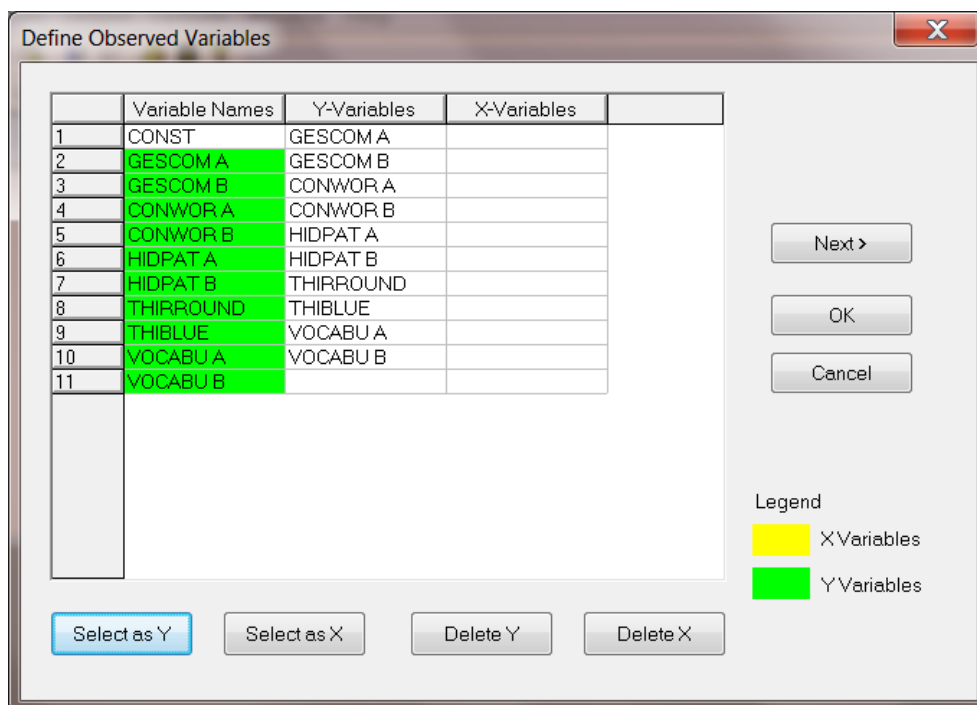 Define Observed Variables
X
Variable Names Y-Variables X-Variables
1 CONST GESCOM A
2 GESCOM A GESCOM B
3 GESCOM B CONWOR A
4 CONWOR A CONWOR B
5 CONWOR B HIDPAT A
6 HIDPAT A HIDPAT B
7 HIDPAT B THIRROUND
8 THIRROUND THIBLUE
9 THIBLUE VOCABU A
10 VOCABU A VOCABU B
11 VOCABU B
Next >
OK
Cancel
Legend
X Variables
Y Variables
Select as Y Select as X Delete Y Delete X